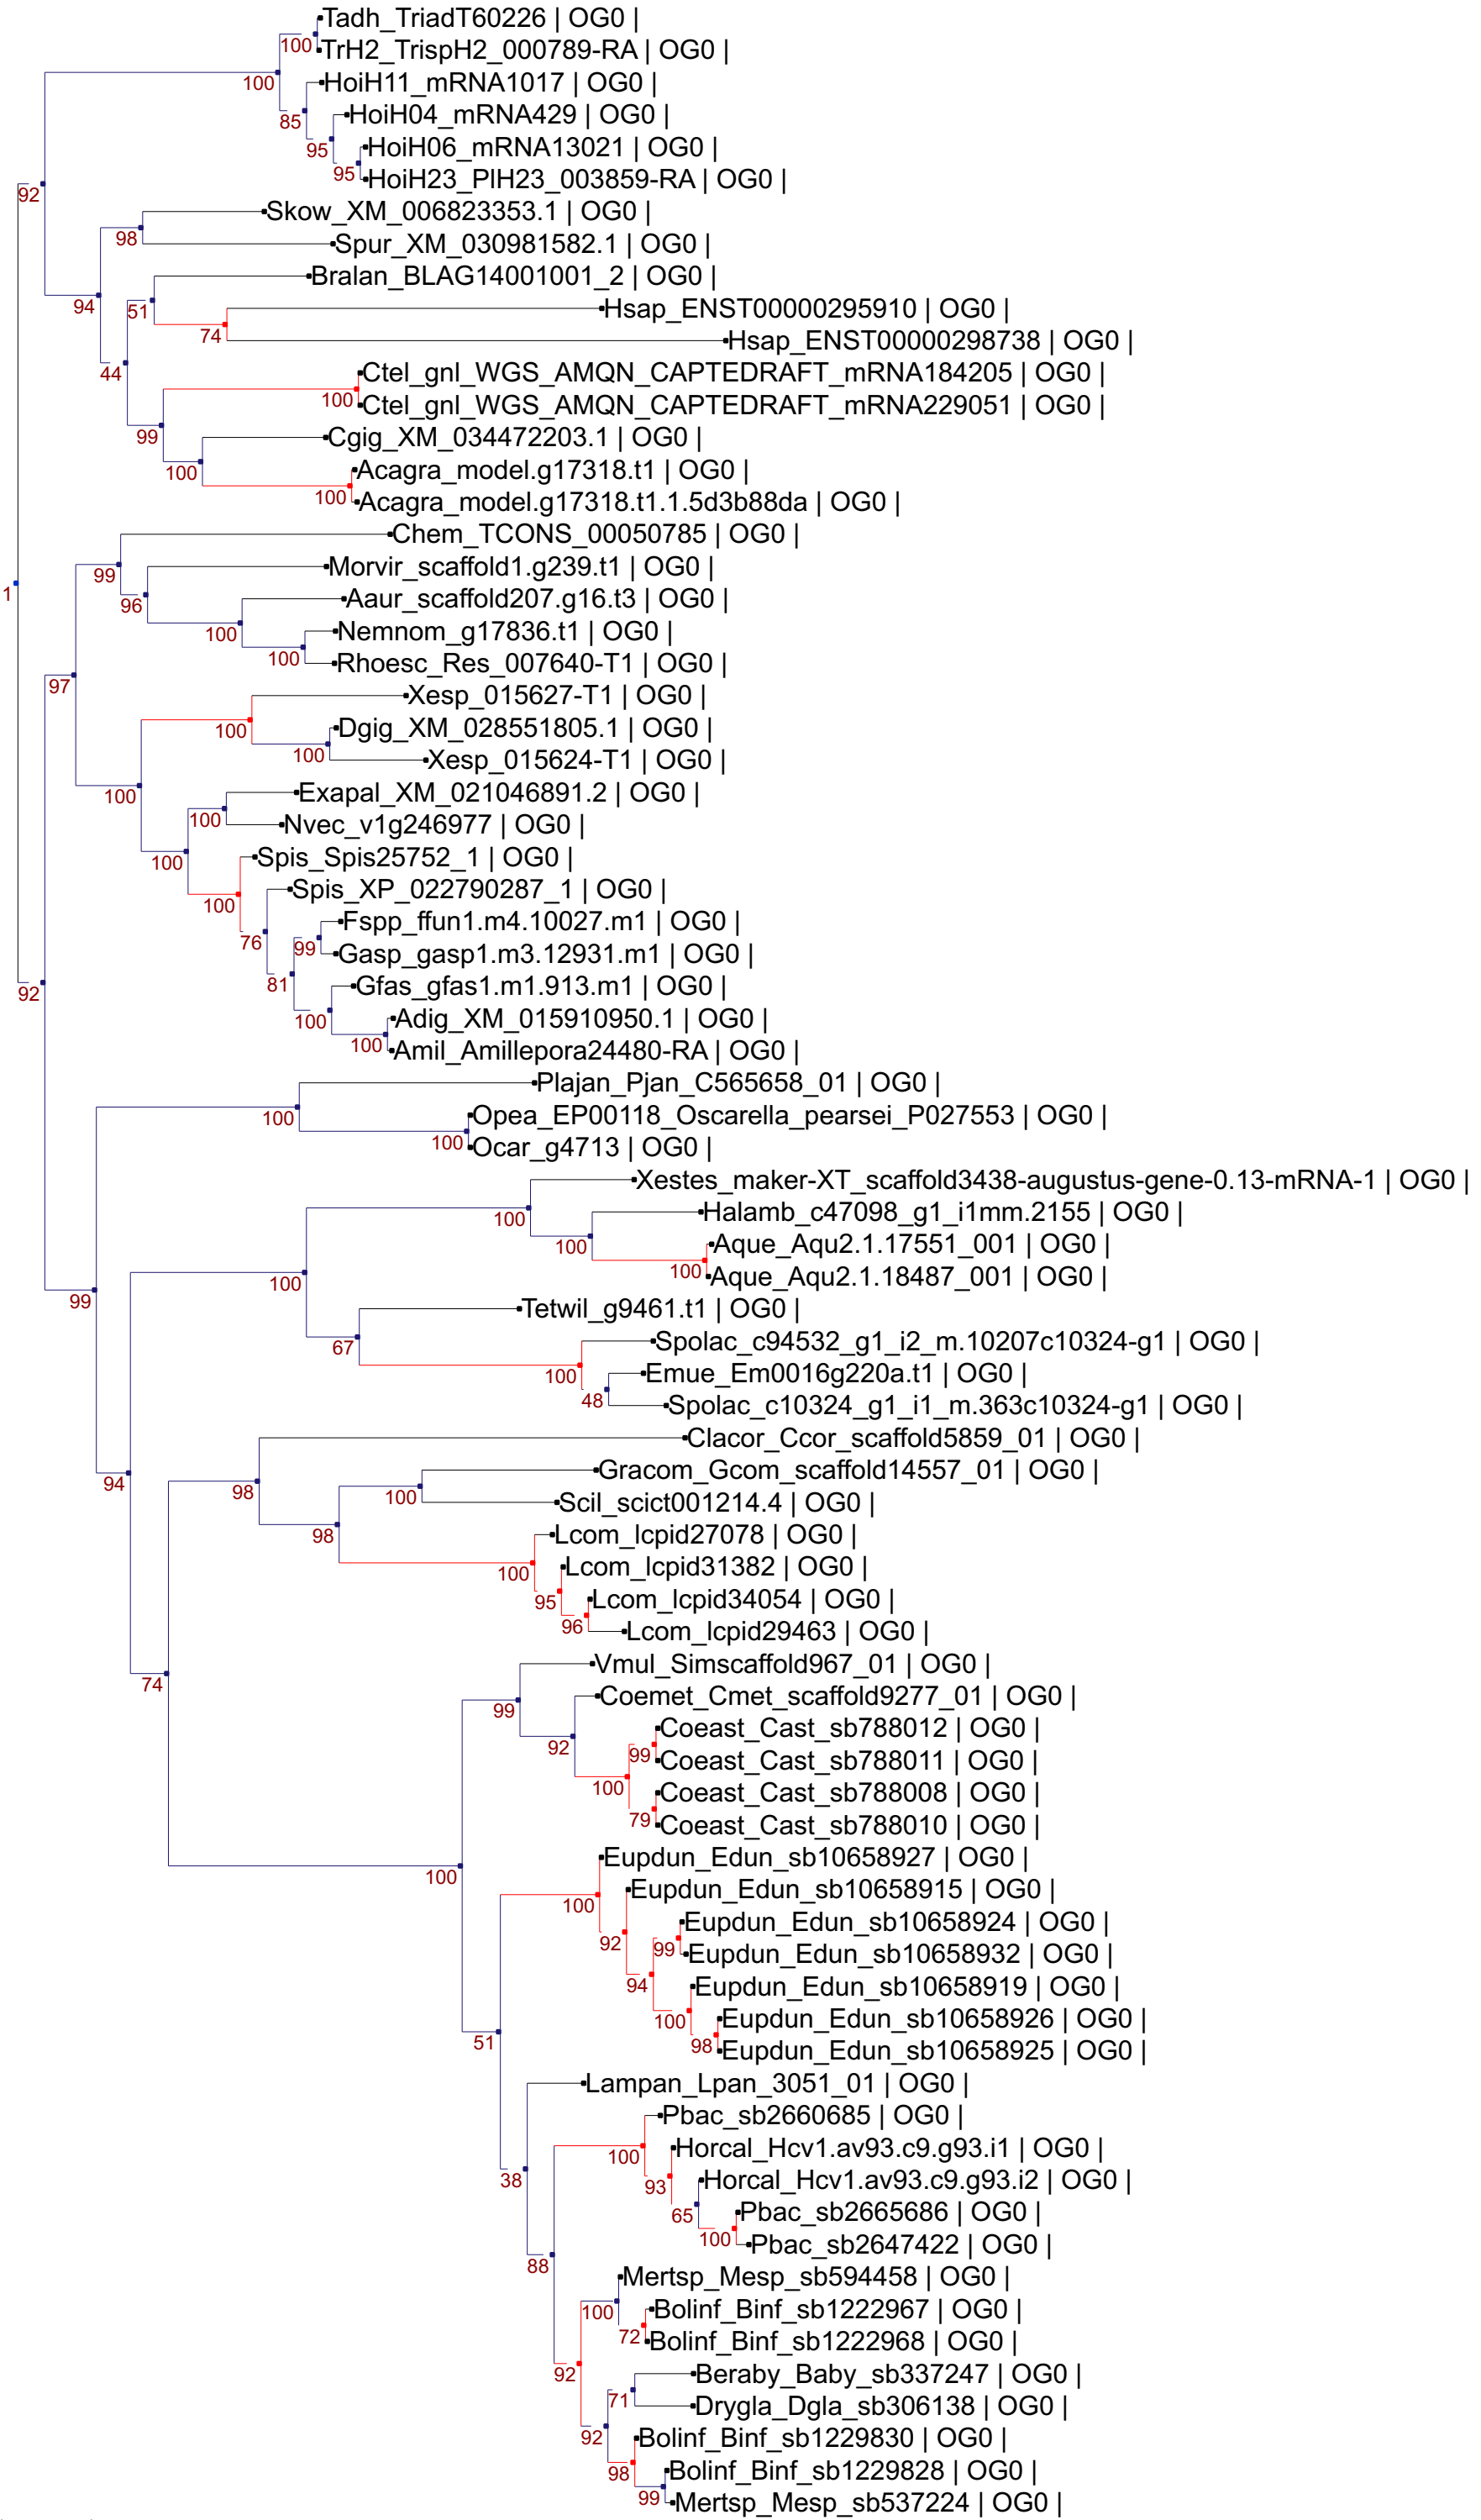 Tadh_TriadT60226 | OG0 |
100
TrH2_TrispH2_000789-RA | OG0 |
100
HoiH11_mRNA1017 | OG0 |
85
HoiH04_mRNA429 | OG0 |
95
HoiH06_mRNA13021 | OG0 |
95
HoiH23_PlH23_003859-RA | OG0 |
92
Skow_XM_006823353.1 | OG0 |
98
Spur_XM_030981582.1 | OG0 |
Bralan_BLAG14001001_2 | OG0 |
94
51
Hsap_ENST00000295910 | OG0 |
74
Hsap_ENST00000298738 | OG0 |
44
Ctel_gnl_WGS_AMQN_CAPTEDRAFT_mRNA184205 | OG0 |
100
Ctel_gnl_WGS_AMQN_CAPTEDRAFT_mRNA229051 | OG0 |
99
Cgig_XM_034472203.1 | OG0 |
100
Acagra_model.g17318.t1 | OG0 |
100
Acagra_model.g17318.t1.1.5d3b88da | OG0 |
Chem_TCONS_00050785 | OG0 |
99
Morvir_scaffold1.g239.t1 | OG0 |
1
96
Aaur_scaffold207.g16.t3 | OG0 |
100
Nemnom_g17836.t1 | OG0 |
100
Rhoesc_Res_007640-T1 | OG0 |
97
Xesp_015627-T1 | OG0 |
100
Dgig_XM_028551805.1 | OG0 |
100
Xesp_015624-T1 | OG0 |
100
Exapal_XM_021046891.2 | OG0 |
100
Nvec_v1g246977 | OG0 |
100
Spis_Spis25752_1 | OG0 |
Spis_XP_022790287_1 | OG0 |
100
Fspp_ffun1.m4.10027.m1 | OG0 |
76
99
Gasp_gasp1.m3.12931.m1 | OG0 |
81
Gfas_gfas1.m1.913.m1 | OG0 |
92
100
Adig_XM_015910950.1 | OG0 |
100
Amil_Amillepora24480-RA | OG0 |
Plajan_Pjan_C565658_01 | OG0 |
100
Opea_EP00118_Oscarella_pearsei_P027553 | OG0 |
100
Ocar_g4713 | OG0 |
Xestes_maker-XT_scaffold3438-augustus-gene-0.13-mRNA-1 | OG0 |
100
Halamb_c47098_g1_i1mm.2155 | OG0 |
100
Aque_Aqu2.1.17551_001 | OG0 |
100
Aque_Aqu2.1.18487_001 | OG0 |
100
99
Tetwil_g9461.t1 | OG0 |
67
Spolac_c94532_g1_i2_m.10207c10324-g1 | OG0 |
100
Emue_Em0016g220a.t1 | OG0 |
48
Spolac_c10324_g1_i1_m.363c10324-g1 | OG0 |
Clacor_Ccor_scaffold5859_01 | OG0 |
94
98
Gracom_Gcom_scaffold14557_01 | OG0 |
100
Scil_scict001214.4 | OG0 |
98
Lcom_lcpid27078 | OG0 |
100
Lcom_lcpid31382 | OG0 |
95
Lcom_lcpid34054 | OG0 |
96
Lcom_lcpid29463 | OG0 |
74
Vmul_Simscaffold967_01 | OG0 |
99
Coemet_Cmet_scaffold9277_01 | OG0 |
92
Coeast_Cast_sb788012 | OG0 |
99
Coeast_Cast_sb788011 | OG0 |
100
Coeast_Cast_sb788008 | OG0 |
79
Coeast_Cast_sb788010 | OG0 |
100
Eupdun_Edun_sb10658927 | OG0 |
100
Eupdun_Edun_sb10658915 | OG0 |
92
Eupdun_Edun_sb10658924 | OG0 |
99
Eupdun_Edun_sb10658932 | OG0 |
94
Eupdun_Edun_sb10658919 | OG0 |
100
Eupdun_Edun_sb10658926 | OG0 |
98
Eupdun_Edun_sb10658925 | OG0 |
51
Lampan_Lpan_3051_01 | OG0 |
Pbac_sb2660685 | OG0 |
100
Horcal_Hcv1.av93.c9.g93.i1 | OG0 |
38
93
Horcal_Hcv1.av93.c9.g93.i2 | OG0 |
65
Pbac_sb2665686 | OG0 |
100
Pbac_sb2647422 | OG0 |
88
Mertsp_Mesp_sb594458 | OG0 |
100
Bolinf_Binf_sb1222967 | OG0 |
72
Bolinf_Binf_sb1222968 | OG0 |
92
Beraby_Baby_sb337247 | OG0 |
71
Drygla_Dgla_sb306138 | OG0 |
92
Bolinf_Binf_sb1229830 | OG0 |
98
Bolinf_Binf_sb1229828 | OG0 |
99
Mertsp_Mesp_sb537224 | OG0 |